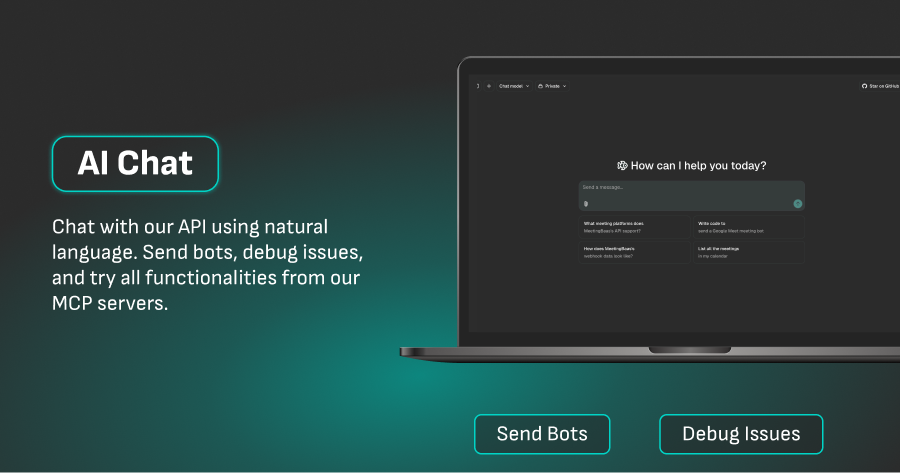 AI Chat
Chat with our API using natural
language. Send bots, debug issues,
and try all functionalities from our
MCP servers.
Chat model
Private
Star on GitHub
How can I help you today?
Send a message...
What meeting platforms does
MeetingBaas's API support?
Write code to
send a Google Meet meeting bot
How does MeetingBaaS's
webhook data look like?
List all the meetings
in my calendar
Send Bots
Debug Issues